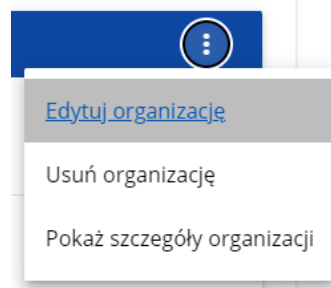 Edytuj organizację
Usuń organizację
Pokaż szczegóły organizacji